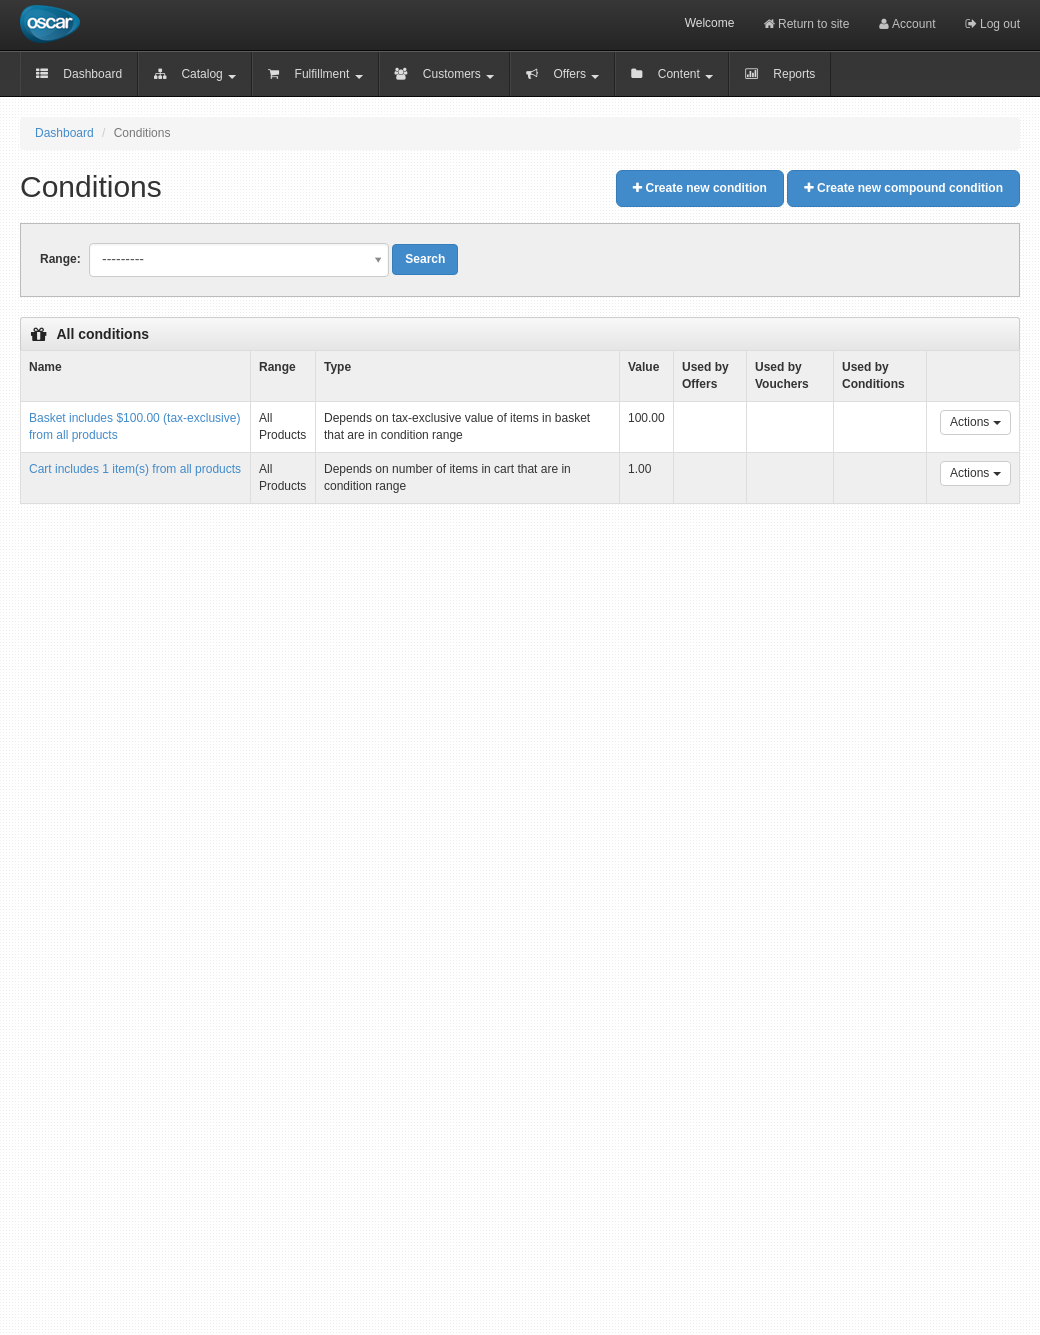 oscar
Welcome Return to site Account Log out
Dashboard Catalog Fulfillment Customers Offers Content Reports
Dashboard / Conditions
Conditions
Create new condition Create new compound condition
Range: --------- Search
All conditions
Name Range Type Value Used by Offers Used by Vouchers Used by Conditions
Basket includes $100.00 (tax-exclusive)
from all products
All
Products
Depends on tax-exclusive value of items in basket
that are in condition range
100.00
Actions
Cart includes 1 item(s) from all products
All
Products
Depends on number of items in cart that are in
condition range
1.00
Actions